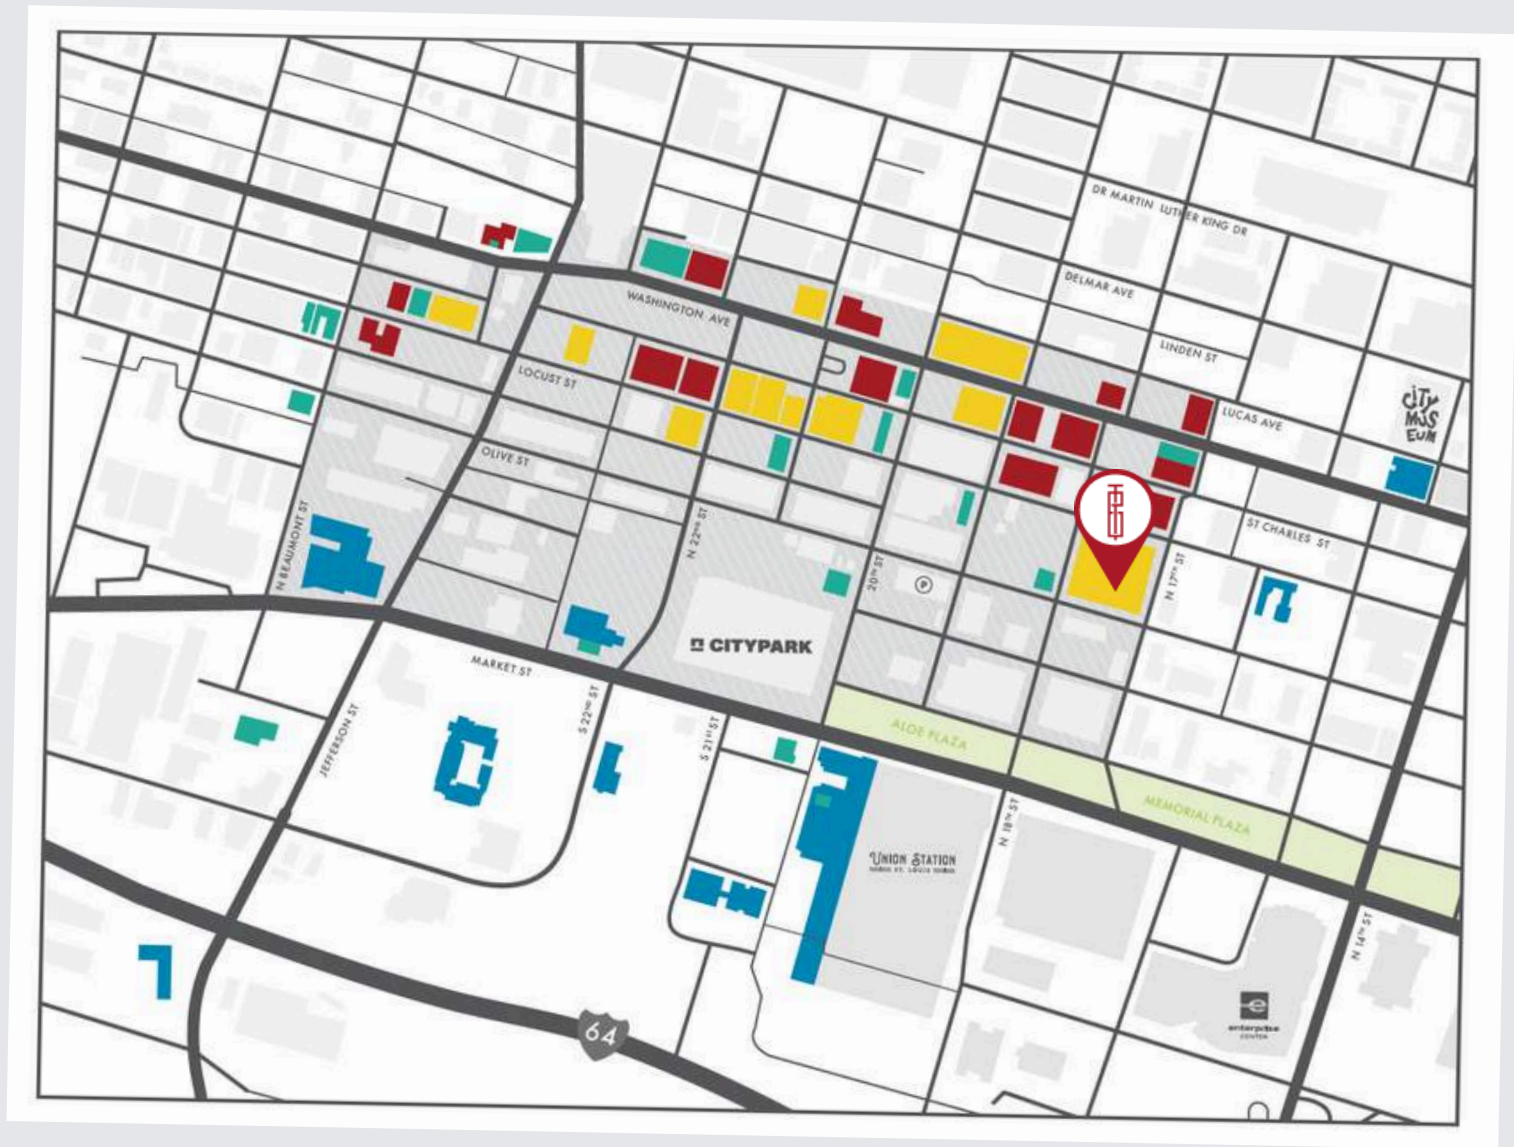 DR MARTIN LUTHER KING DR
DELMAR AVE
WASHINGTON AVE
LINDEN ST
LOCUST ST
LUCAS AVE
CiTY
MUS
EUM
OLIVE ST
N BEAUMONT ST
N 22ND ST
ST CHARLES ST
20TH ST
P
N 17TH ST
CITYPARK
MARKET ST
S 22ND ST
JEFFERSON ST
S 21ST ST
ALOE PLAZA
MEMORIAL PLAZA
N 18TH ST
UNION STATION
N 14TH ST
e
enterprise
CENTER
64